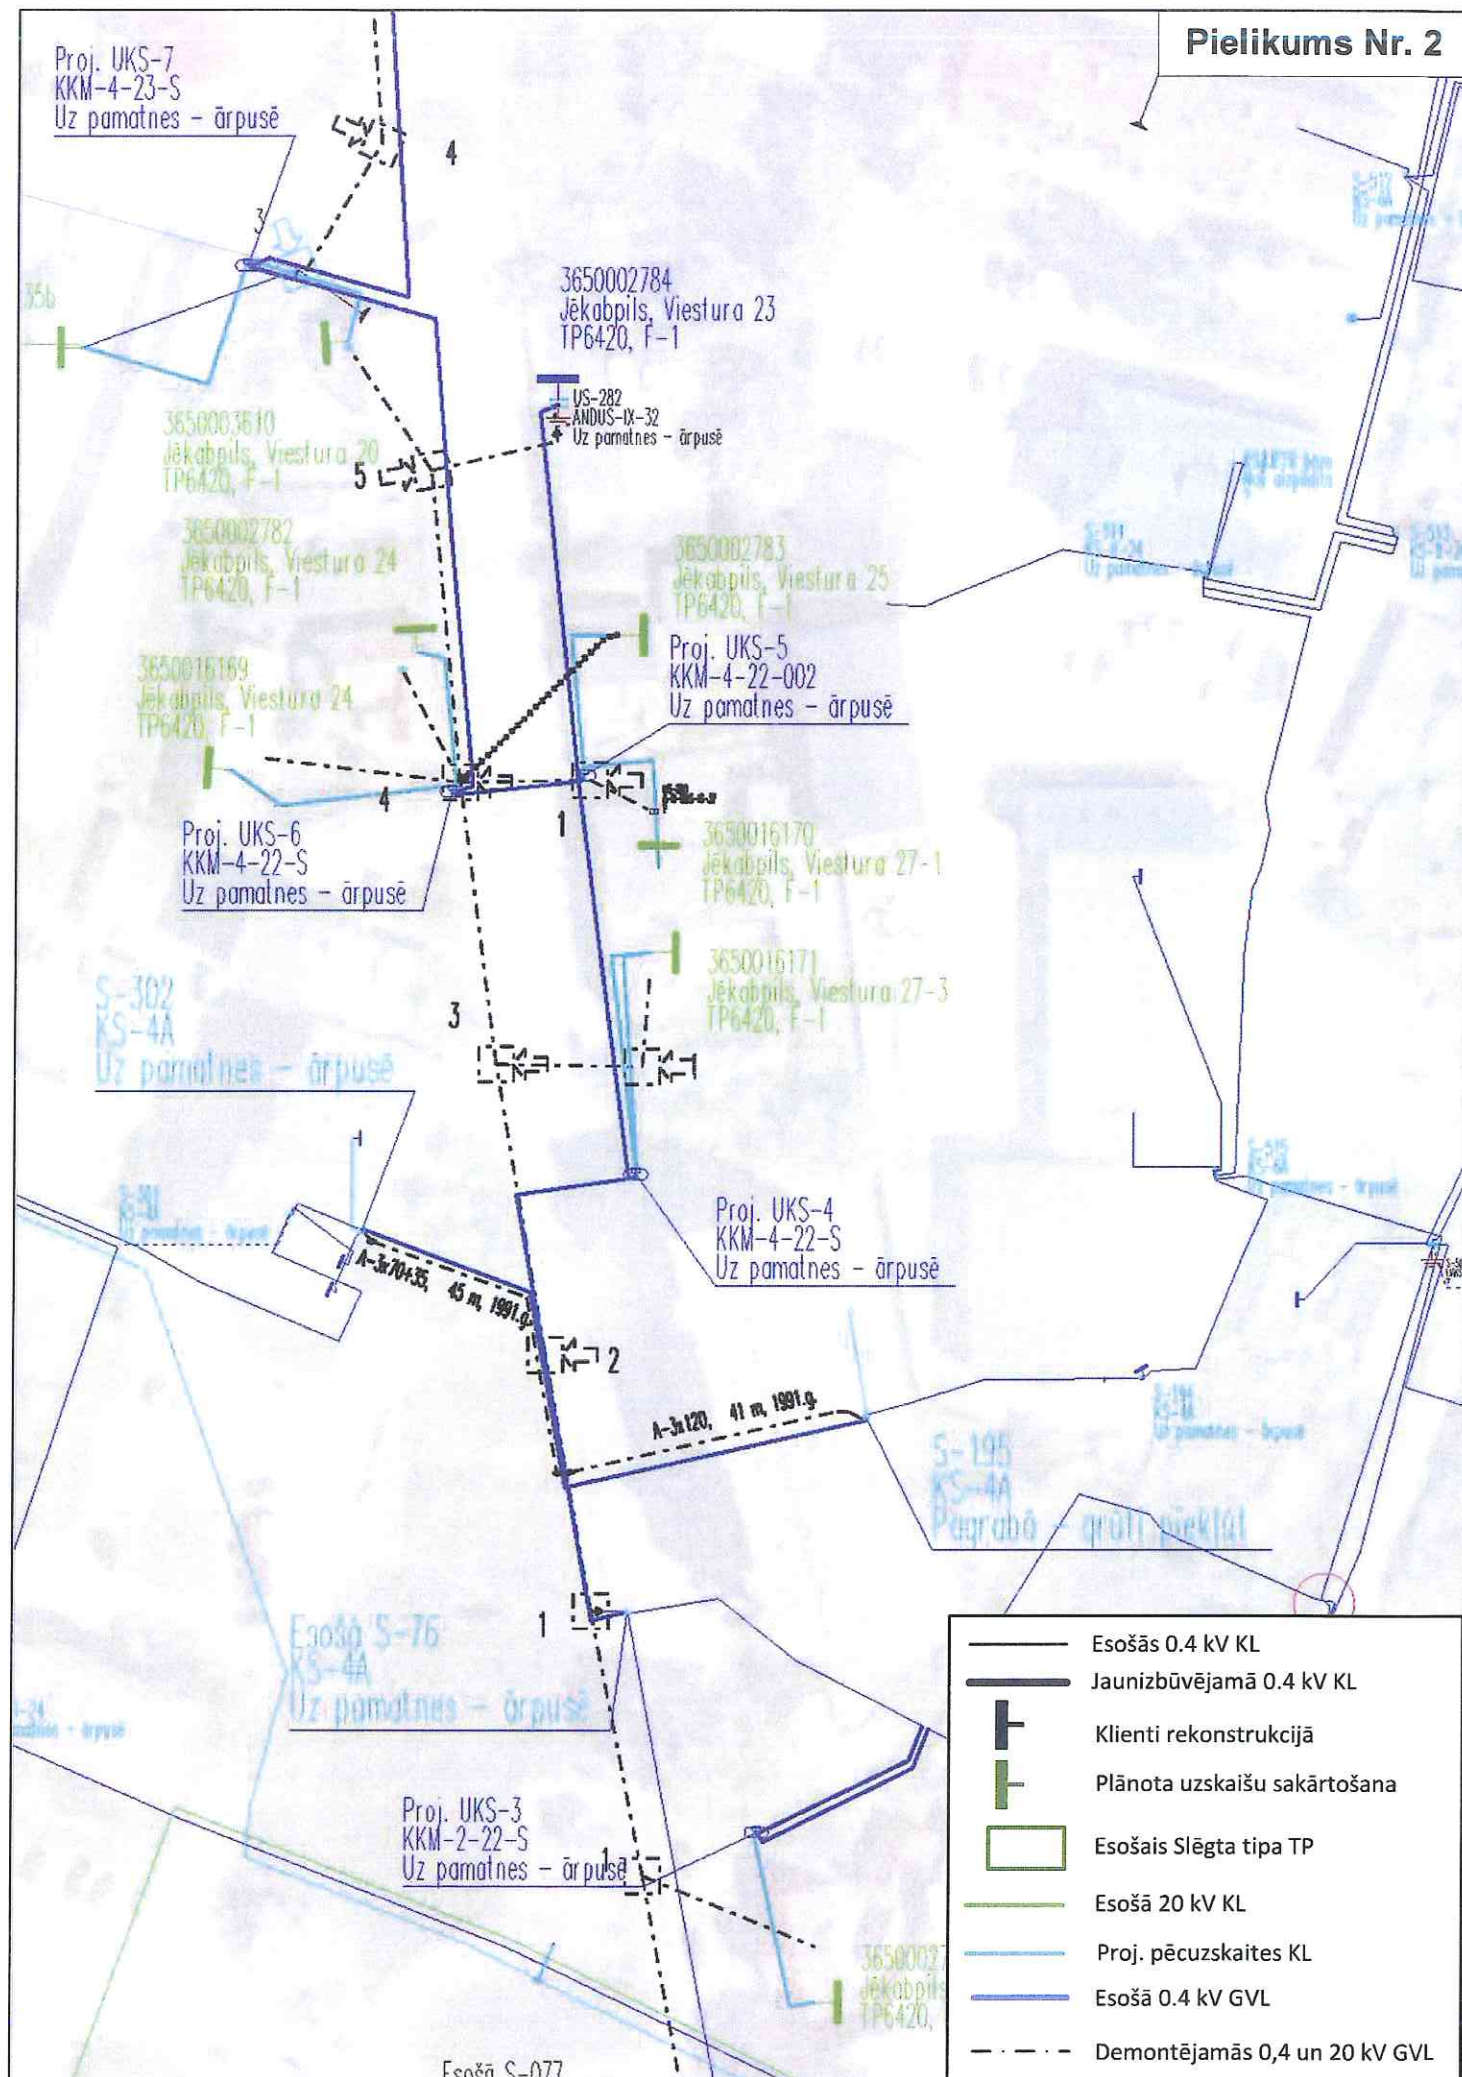 Pielikums Nr. 2
Proj. UKS-7
KKM-4-23-S
Uz pamatnes - ārpusē
4
3
35b
3650002784
Jēkabpils, Viestura 23
TP6420, F-1
US-282
ANDUS-IX-32
Uz pamatnes - ārpusē
3650003610
Jēkabpils, Viestura 20
TP6420, F-1
5
3650002782
Jēkabpils, Viestura 24
TP6420, F-1
3650002783
Jēkabpils, Viestura 25
TP6420, F-1
3650016169
Jēkabpils, Viestura 24
TP6420, F-1
Proj. UKS-5
KKM-4-22-002
Uz pamatnes - ārpusē
4
1
Proj. UKS-6
KKM-4-22-S
Uz pamatnes - ārpusē
3650016170
Jēkabpils, Viestura 27-1
TP6420, F-1
3650016171
Jēkabpils, Viestura 27-3
TP6420, F-1
S-302
KS-4A
Uz pamatnes - ārpusē
3
Proj. UKS-4
KKM-4-22-S
Uz pamatnes - ārpusē
A-3x70+35, 45 m, 1991.g.
2
A-3x120, 41 m, 1991.g.
S-195
KS-4A
Pagrabā - grūti piekļūt
Esošā S-76
KS-4A
Uz pamatnes - ārpusē
1
Proj. UKS-3
KKM-2-22-S
Uz pamatnes - ārpusē
1
36500027
Jēkabpils
TP6420,
Esošā S-077
Esošās 0.4 kV KL
Jaunizbūvējamā 0.4 kV KL
Klienti rekonstrukcijā
Plānota uzskaišu sakārtošana
Esošais Slēgta tipa TP
Esošā 20 kV KL
Proj. pēcuzskaites KL
Esošā 0.4 kV GVL
Demontējamās 0,4 un 20 kV GVL